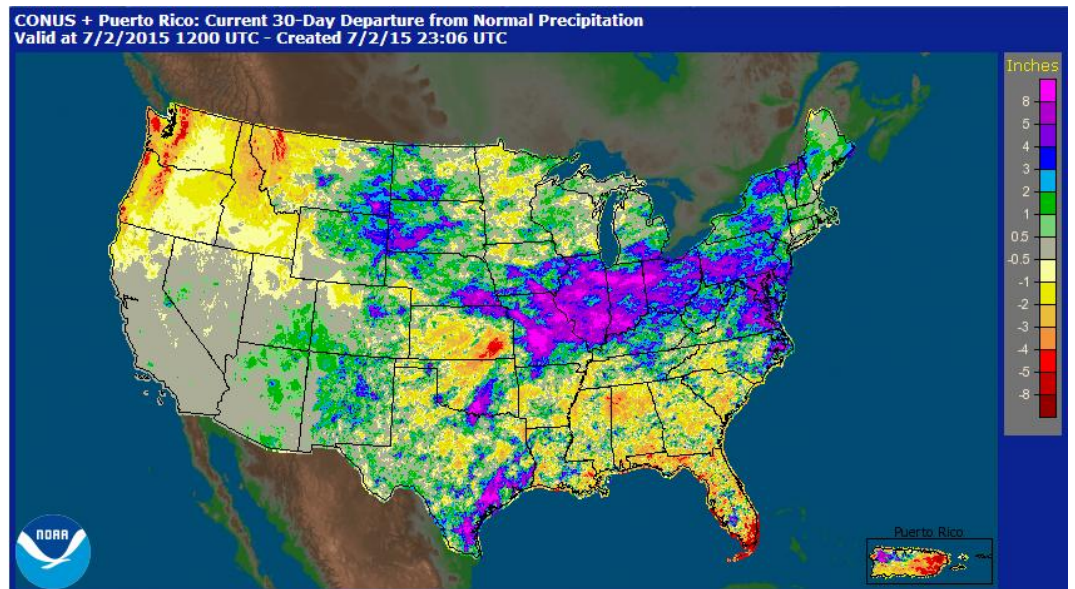 CONUS + Puerto Rico: Current 30-Day Departure from Normal Precipitation
Valid at 7/2/2015 1200 UTC - Created 7/2/15 23:06 UTC
Inches
8
5
4
3
2
1
0.5
-0.5
-1
-2
-3
-4
-5
-8
NOAA
Puerto Rico